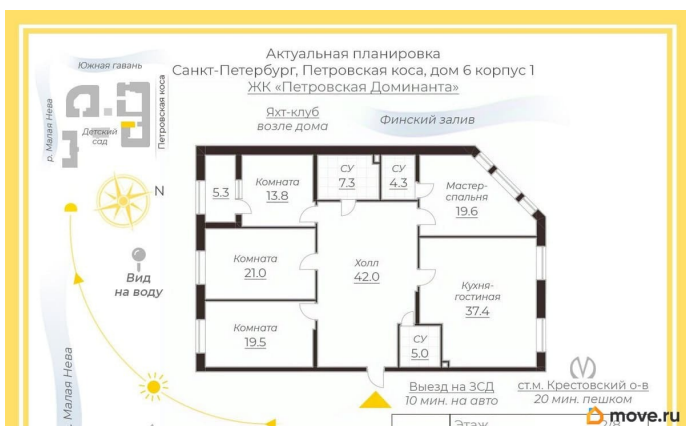 Актуальная планировка
Санкт-Петербург, Петровская коса, дом 6 корпус 1
ЖК «Петровская Доминанта»
Южная гавань
р. Малая Нева
Детский
сад
Петровская коса
Яхт-клуб
возле дома
Финский залив
N
Вид
на воду
Малая Нева
5.3
Комната
13.8
СУ
7.3
СУ
4.3
Мастер-
спальня
19.6
Комната
21.0
Холл
42.0
Кухня-
гостиная
37.4
Комната
19.5
СУ
5.0
Выезд на ЗСД
10 мин. на авто
ст.м. Крестовский о-в
20 мин. пешком
Этаж
move.ru